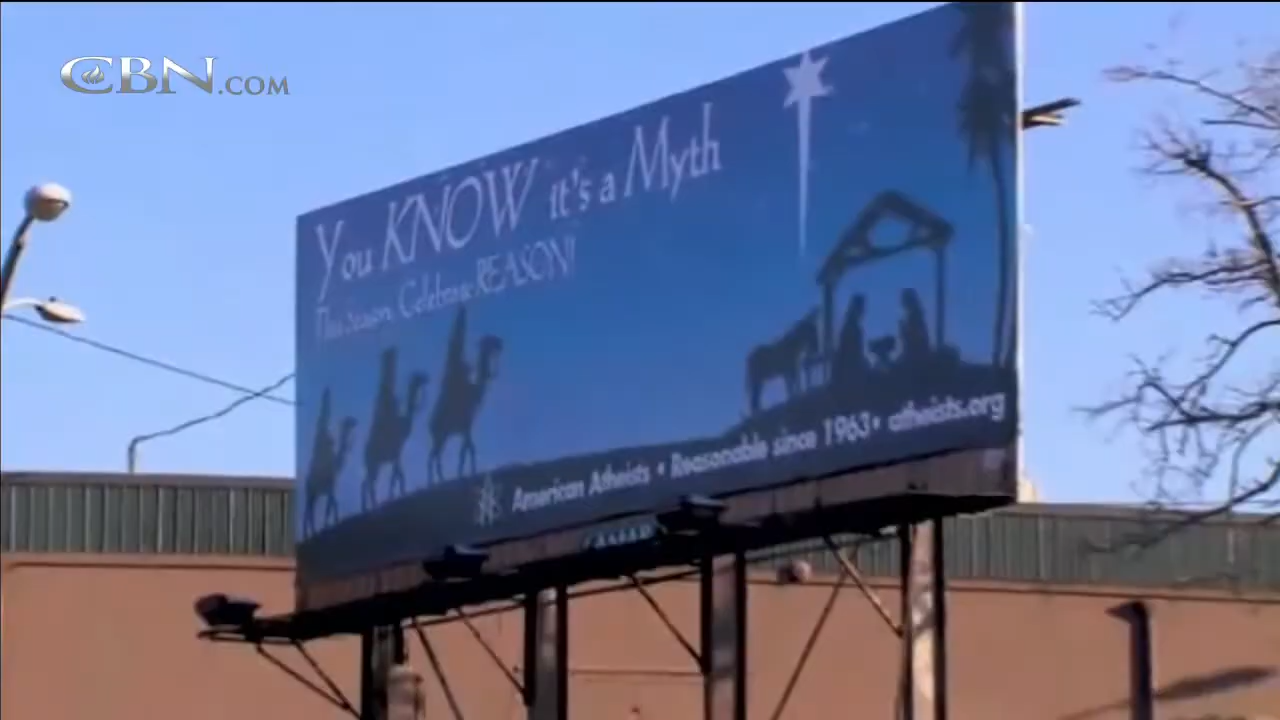 CBN.COM
You KNOW it's a Myth
This Season, Celebrate REASON!
American Atheists • Reasonable since 1963 • atheists.org